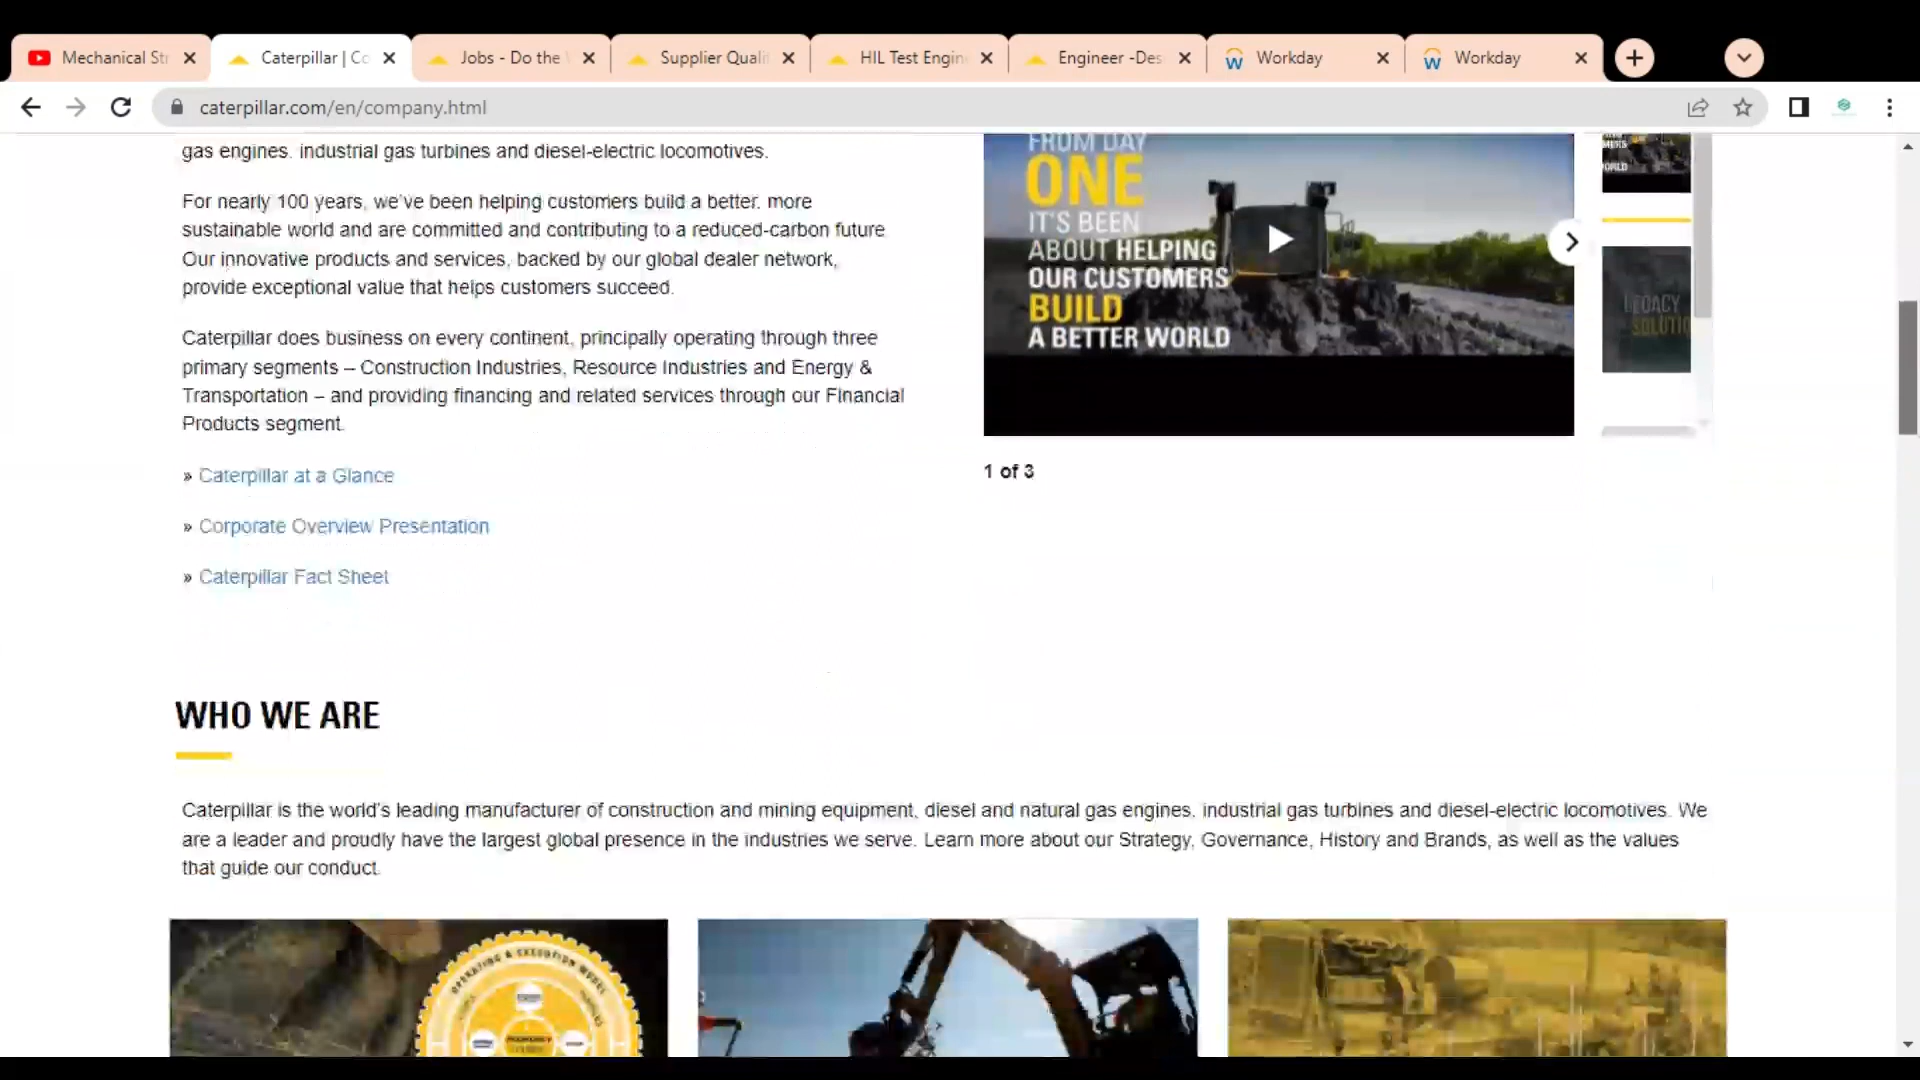 Mechanical Str
Caterpillar | Co
Jobs - Do the
Supplier Quali
HIL Test Engin
Engineer -Des
Workday
Workday
caterpillar.com/en/company.html
gas engines. industrial gas turbines and diesel-electric locomotives.
For nearly 100 years, we've been helping customers build a better. more
sustainable world and are committed and contributing to a reduced-carbon future
Our innovative products and services, backed by our global dealer network,
provide exceptional value that helps customers succeed.
Caterpillar does business on every continent, principally operating through three
primary segments – Construction Industries, Resource Industries and Energy &
Transportation – and providing financing and related services through our Financial
Products segment.
» Caterpillar at a Glance
» Corporate Overview Presentation
» Caterpillar Fact Sheet
FROM DAY
ONE
IT'S BEEN
ABOUT HELPING
OUR CUSTOMERS
BUILD
A BETTER WORLD
LEGACY
SOLUTIO
1 of 3
WHO WE ARE
Caterpillar is the world's leading manufacturer of construction and mining equipment, diesel and natural gas engines. industrial gas turbines and diesel-electric locomotives. We
are a leader and proudly have the largest global presence in the industries we serve. Learn more about our Strategy, Governance, History and Brands, as well as the values
that guide our conduct.
OPERATING & EXECUTION MODEL